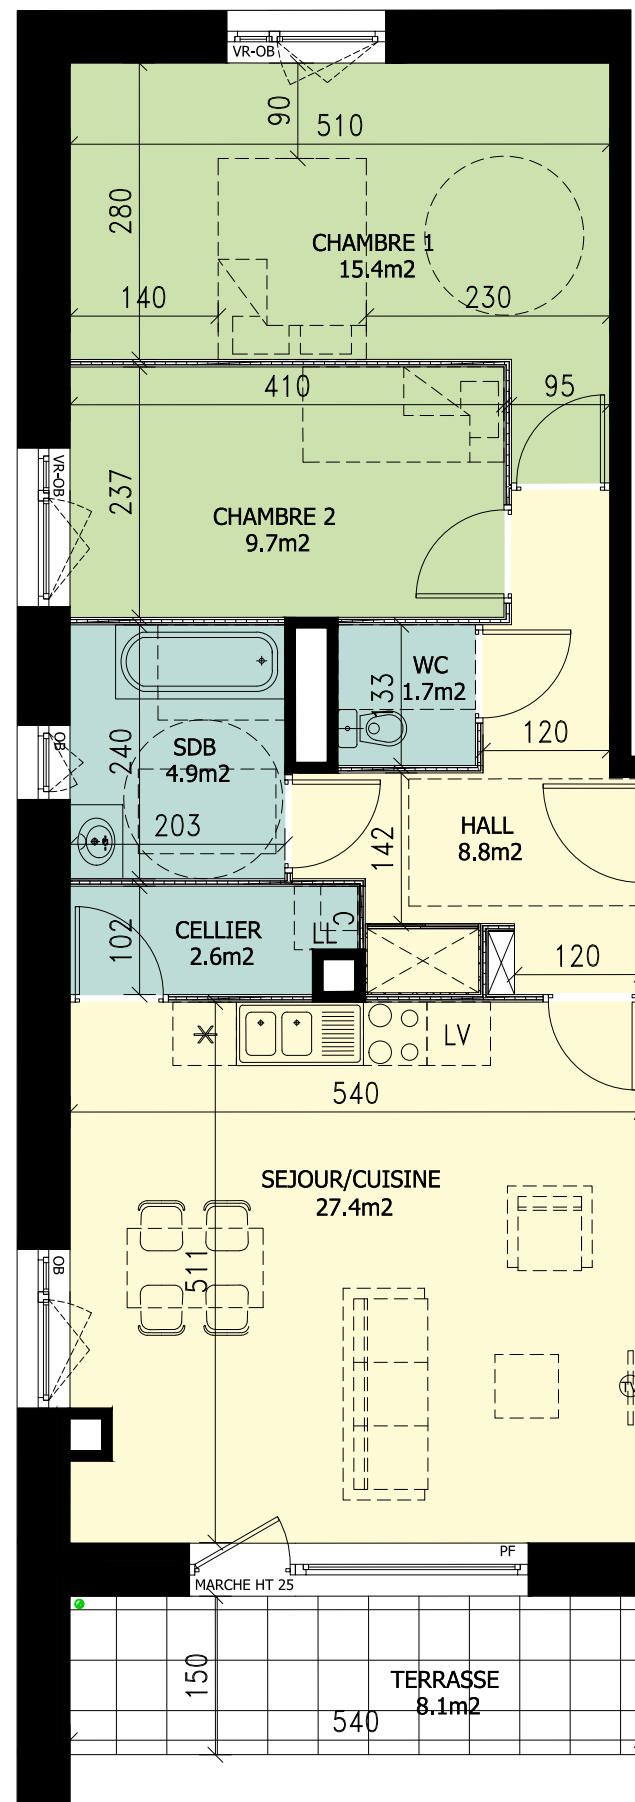 VR-OB
90
510
280
CHAMBRE 1
15.4m2
140
230
410
95
VR-OB
237
CHAMBRE 2
9.7m2
WC
1.7m2
133
OB
SDB
4.9m2
240
120
203
HALL
8.8m2
142
CELLIER
2.6m2
102
LL
C
120
LV
540
SEJOUR/CUISINE
27.4m2
511
OB
TV
PF
MARCHE HT 25
150
TERRASSE
8.1m2
540